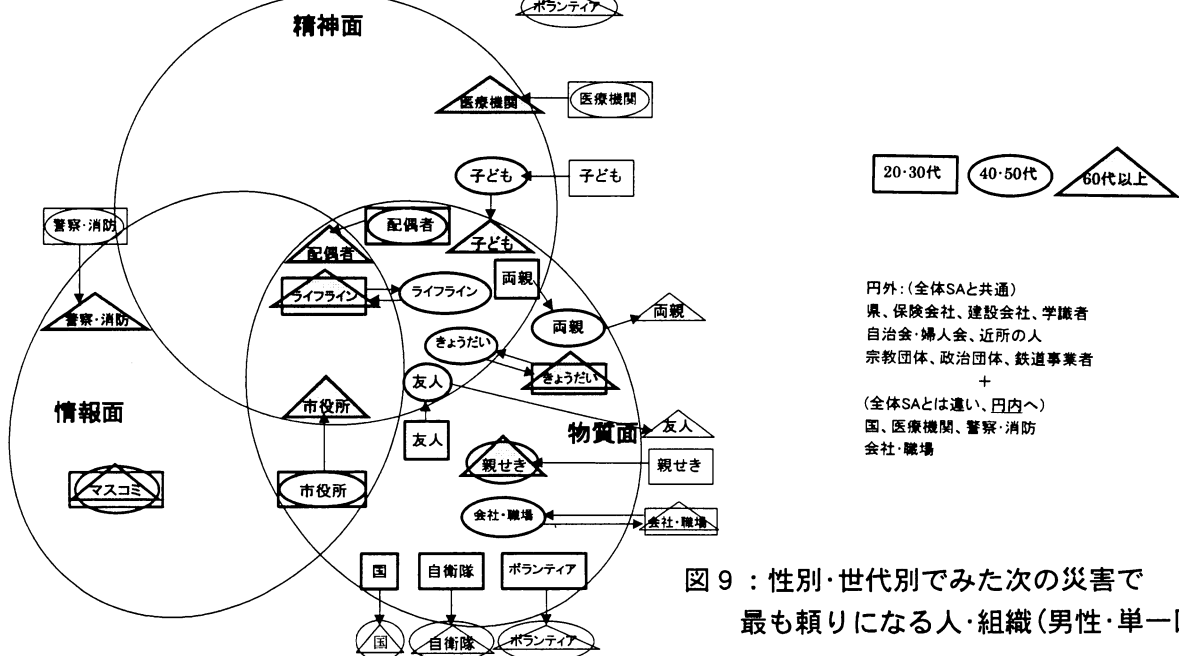 精神面
ボランティア
医療機関
医療機関
子ども
子ども
警察・消防
配偶者
配偶者
子ども
ライフライン
ライフライン
両親
両親
両親
警察・消防
きょうだい
きょうだい
友人
市役所
情報面
友人
物質面
友人
親せき
親せき
マスコミ
市役所
会社・職場
会社・職場
国
自衛隊
ボランティア
国
自衛隊
ボランティア
20・30代
40・50代
60代以上
円外:(全体SAと共通)
県、保険会社、建設会社、学識者
自治会・婦人会、近所の人
宗教団体、政治団体、鉄道事業者
+
(全体SAとは違い、円内へ)
国、医療機関、警察・消防
会社・職場
図9:性別・世代別でみた次の災害で
最も頼りになる人・組織(男性・単一